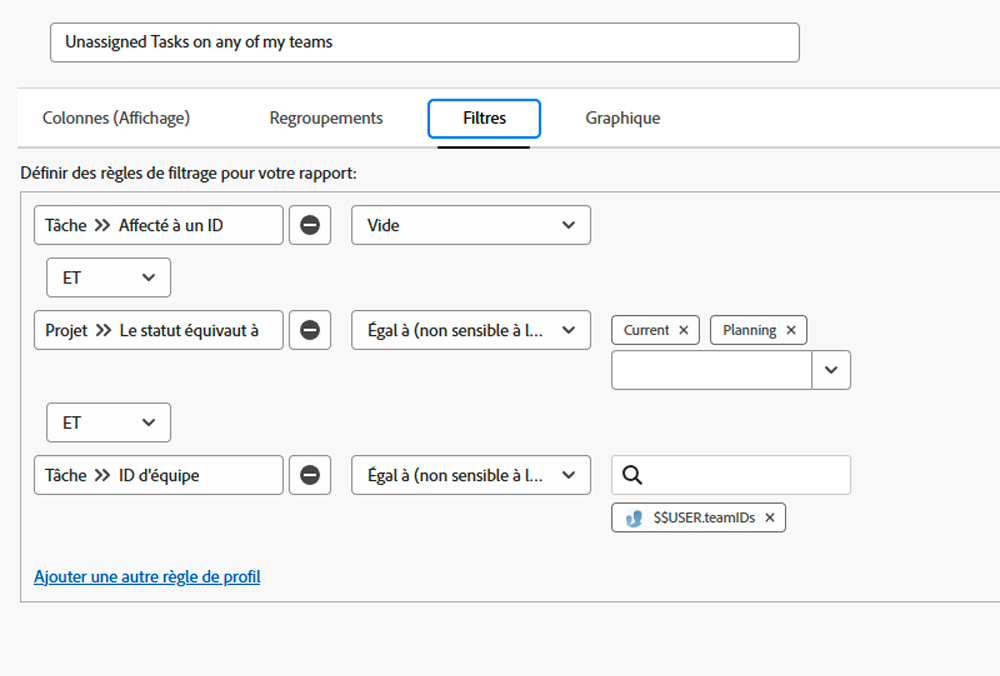 Unassigned Tasks on any of my teams
Colonnes (Affichage) Regroupements Filtres Graphique
Définir des règles de filtrage pour votre rapport:
Tâche >> Affecté à un ID Vide
ET
Projet >> Le statut équivaut à Égal à (non sensible à l... Current × Planning ×
ET
Tâche >> ID d'équipe Égal à (non sensible à l...
$$USER.teamIDs ×
Ajouter une autre règle de profil